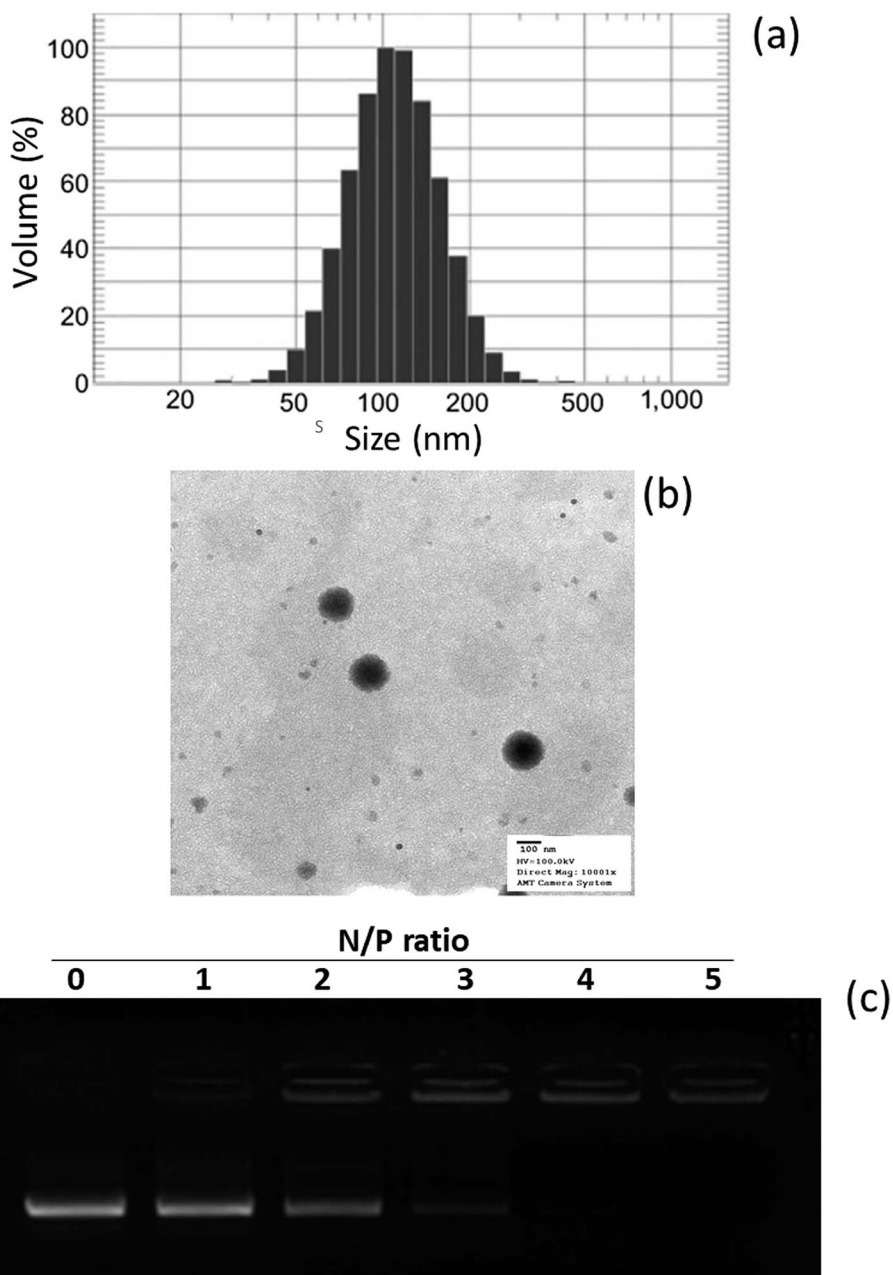 (a)
100
80
60
40
20
0
Volume (%)
20 50 100 200 500 1,000
S
Size (nm)
(b)
100 nm
HV=100.0kV
Direct Mag: 10001x
AMT Camera System
N/P ratio
0 1 2 3 4 5
(c)